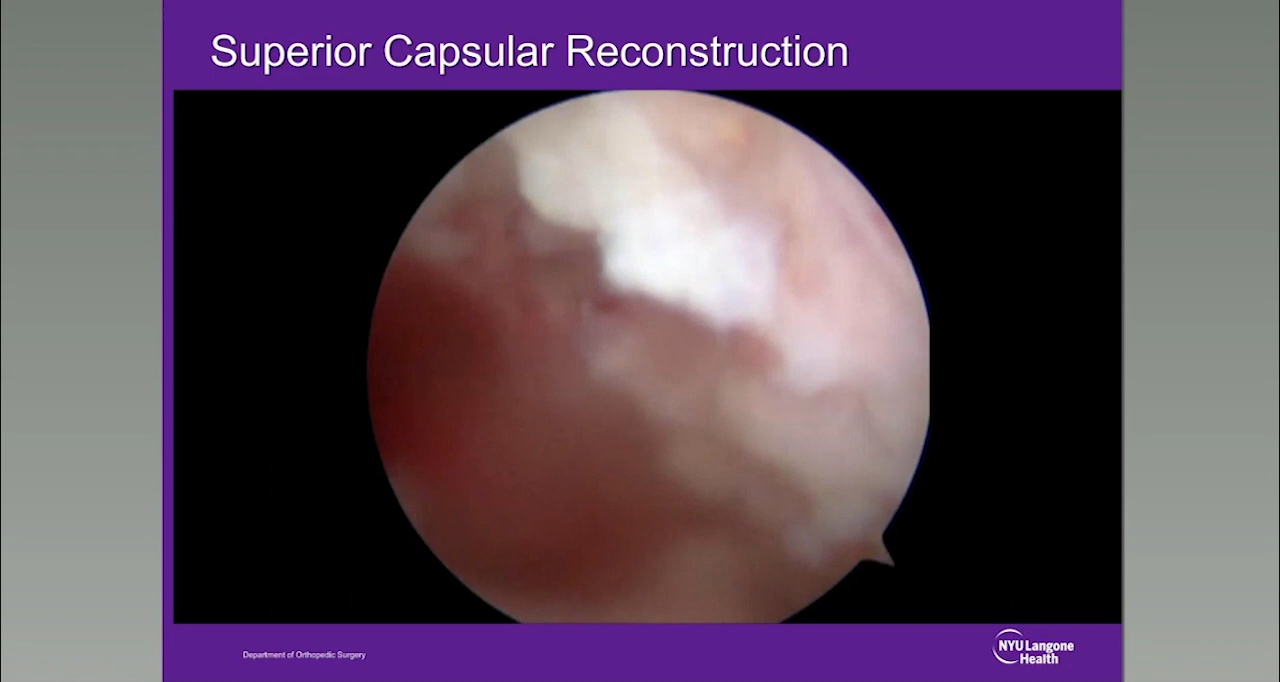 Superior Capsular Reconstruction
Department of Orthopedic Surgery
NYU Langone
Health